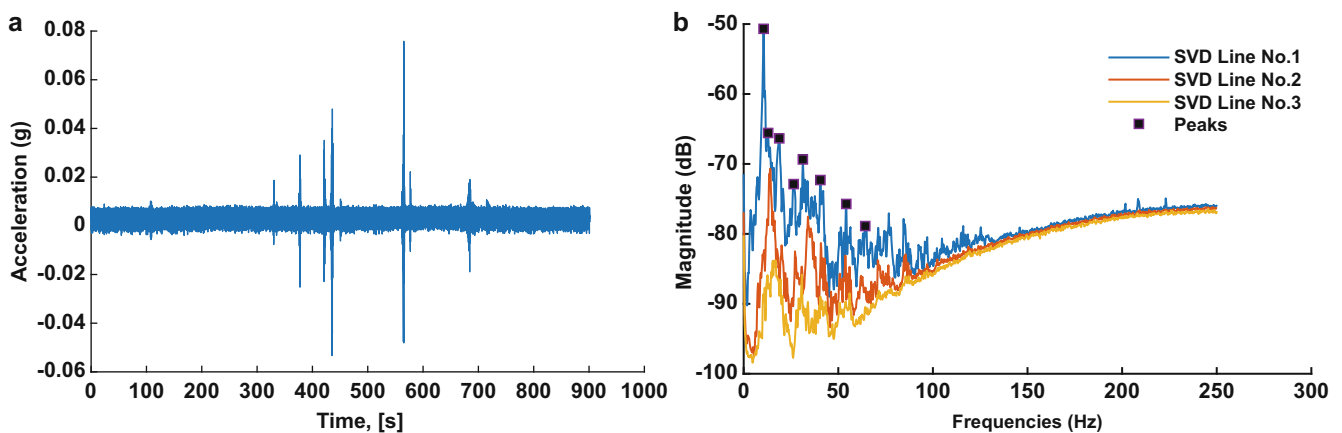 a
Acceleration (g)
0.08
0.06
0.04
0.02
0
-0.02
-0.04
-0.06
0 100 200 300 400 500 600 700 800 900 1000
Time, [s]
b
Magnitude (dB)
-50
-60
-70
-80
-90
-100
SVD Line No.1
SVD Line No.2
SVD Line No.3
Peaks
0 50 100 150 200 250 300
Frequencies (Hz)